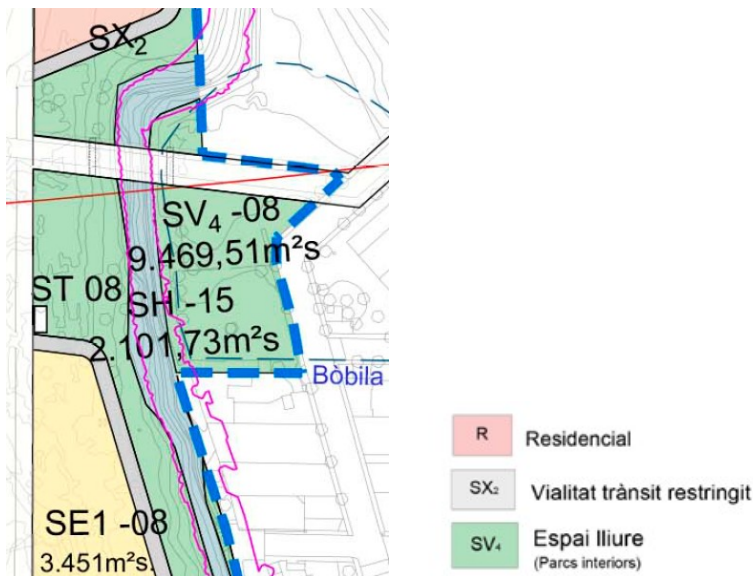 SX₂
SV₄ -08
9.469,51m²s
ST 08
SH -15
2.101,73m²s
Bòbila
SE1 -08
3.451m²s.
R Residencial
SX₂ Vialitat trànsit restringit
SV₄ Espai lliure
(Parcs interiors)